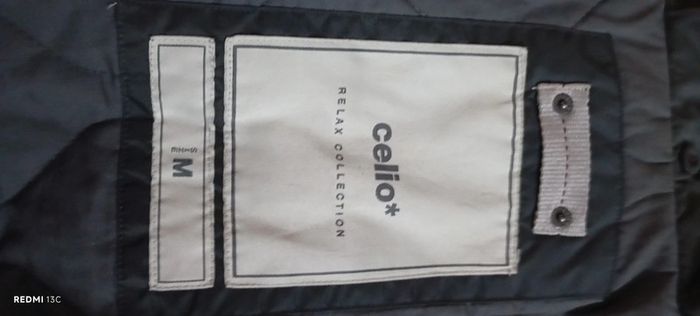 celio*
RELAX COLLECTION
SIZE
M
REDMI 13C